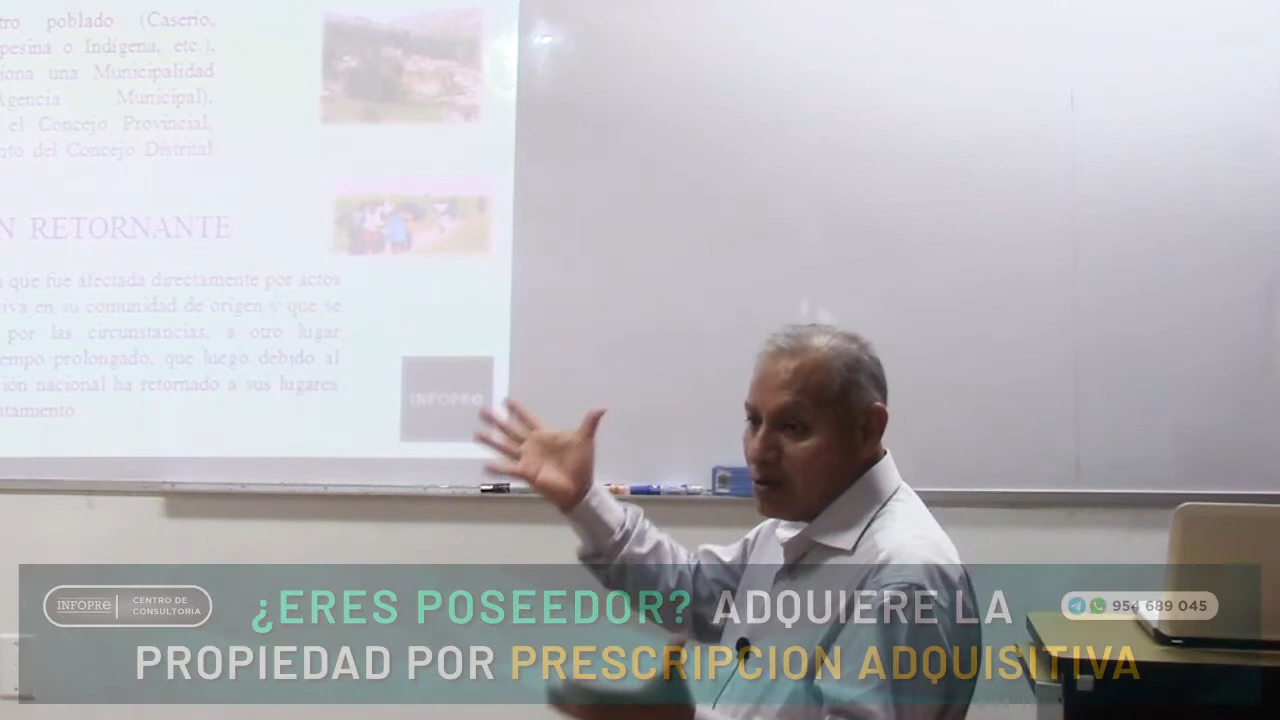 tro poblado (Caserio,
pesina o Indígena, etc.),
iona una Municipalidad
Agencia Municipal),
el Concejo Provincial,
nto del Concejo Distrital
N RETORNANTE
a que fue afectada directamente por actos
iva en su comunidad de origen y que se
por las circunstancias, a otro lugar
empo prolongado, que luego debido al
ión nacional ha retornado a sus lugares
ntamiento.
INFOPRe
INFOPRe
CENTRO DE
CONSULTORIA
¿ERES POSEEDOR? ADQUIERE LA
954 689 045
PROPIEDAD POR PRESCRIPCION ADQUISITIVA